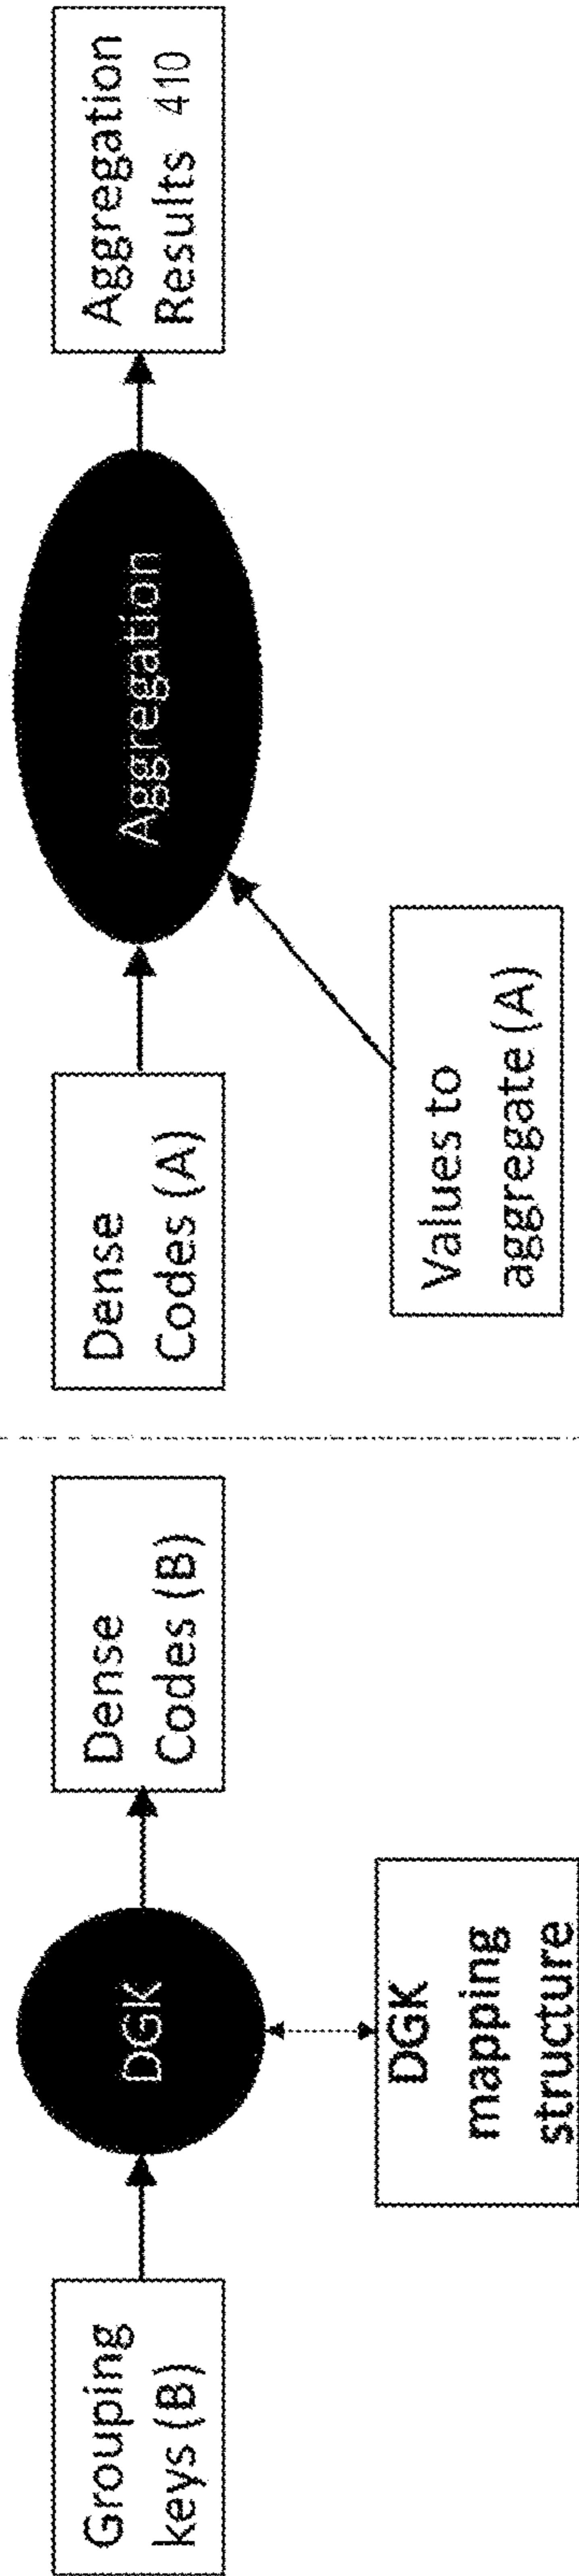 Grouping
keys (B)
DGK
DGK
mapping
structure
Dense
Codes (B)
Dense
Codes (A)
Values to
aggregate (A)
Aggregation
Aggregation
Results 410